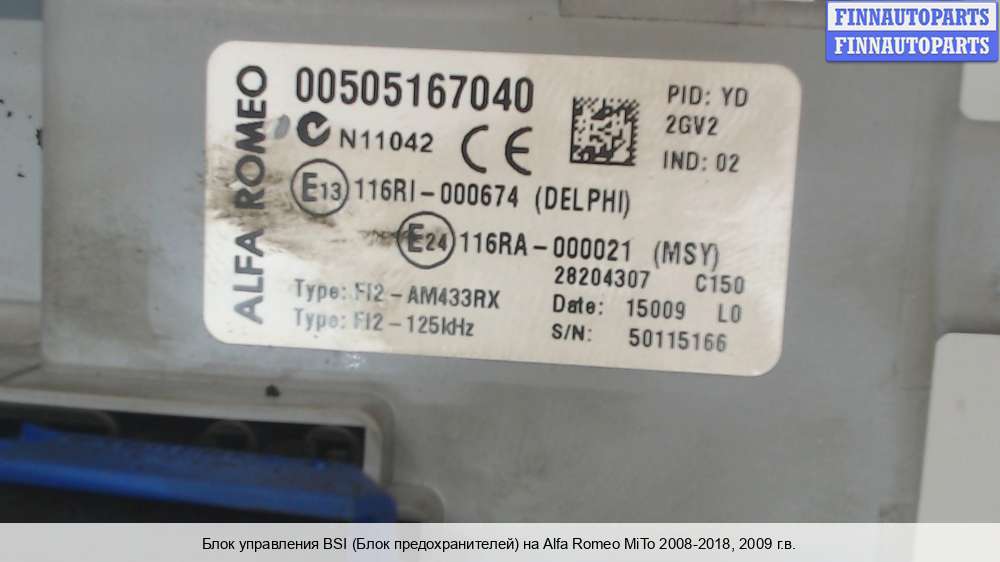 FINNAUTOPARTS
FINNAUTOPARTS
ALFA ROMEO
00505167040
N11042 CE
PID: YD
2GV2
IND: 02
E13 116RI-000674 (DELPHI)
E24 116RA-000021 (MSY)
28204307 C150
Type: FI2-AM433RX
Date: 15009 L0
Type: FI2-125kHz
S/N: 50115166
Блок управления BSI (Блок предохранителей) на Alfa Romeo MiTo 2008-2018, 2009 г.в.